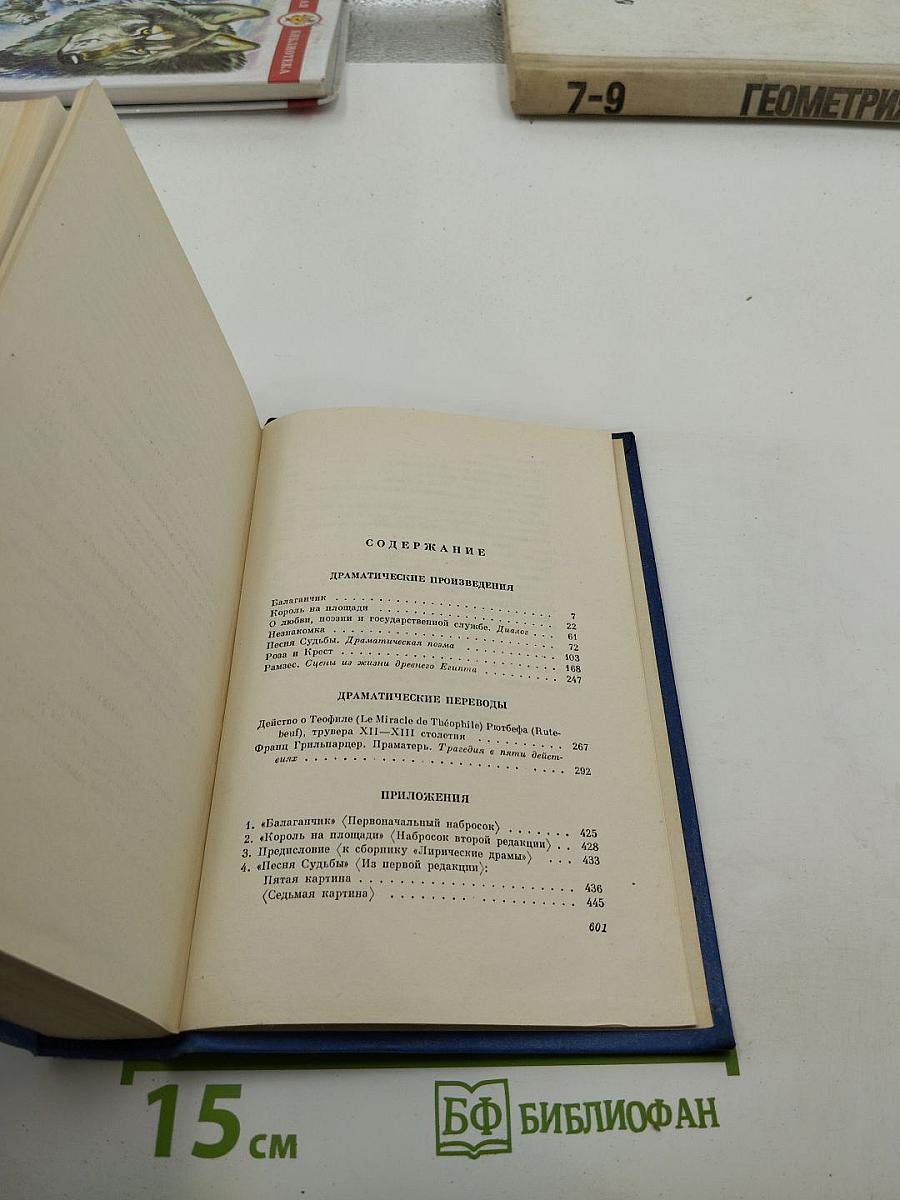 БИБЛИОТЕКА
7-9 ГЕОМЕТРИЯ
СОДЕРЖАНИЕ
ДРАМАТИЧЕСКИЕ ПРОИЗВЕДЕНИЯ
Балаганчик . . . . . . . . . . . . . . . . . . . . 7
Король на площади . . . . . . . . . . . . . . . . 22
О любви, поэзии и государственной службе. Диалог . . . 61
Незнакомка . . . . . . . . . . . . . . . . . . . . 72
Песня Судьбы. Драматическая поэма . . . . . . . . . 103
Роза и Крест . . . . . . . . . . . . . . . . . . . 168
Рамзес. Сцены из жизни древнего Египта . . . . . . . 247
ДРАМАТИЧЕСКИЕ ПЕРЕВОДЫ
Действо о Теофиле (Le Miracle de Théophile) Рютбефа (Rute-
beuf), трувера XII—XIII столетия . . . . . . . . . 267
Франц Грильпарцер. Праматерь. Трагедия в пяти дейст-
виях . . . . . . . . . . . . . . . . . . . . . . 292
ПРИЛОЖЕНИЯ
1. «Балаганчик» 〈Первоначальный набросок〉 . . . . . . . 425
2. «Король на площади» 〈Набросок второй редакции〉 . . 428
3. Предисловие 〈к сборнику «Лирические драмы»〉 . . . 433
4. «Песня Судьбы» 〈Из первой редакции〉:
Пятая картина . . . . . . . . . . . . . . . . . . 436
〈Седьмая картина〉 . . . . . . . . . . . . . . . . 445
601
15 см
БФ БИБЛИОФАН